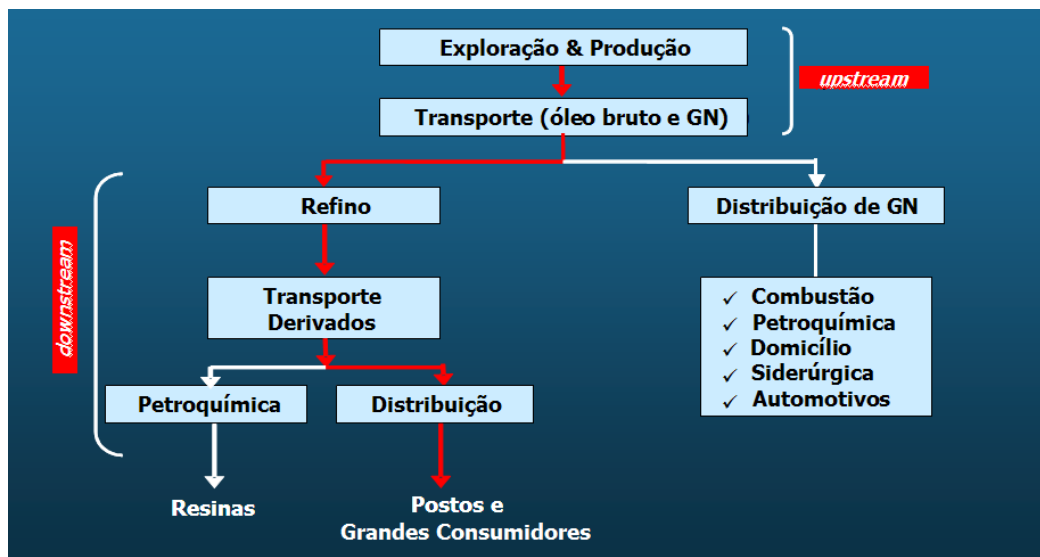 Exploração & Produção
upstream
Transporte (óleo bruto e GN)
Refino
Distribuição de GN
downstream
Transporte
Derivados
✓ Combustão
✓ Petroquímica
✓ Domicílio
✓ Siderúrgica
✓ Automotivos
Petroquímica
Distribuição
Resinas
Postos e
Grandes Consumidores